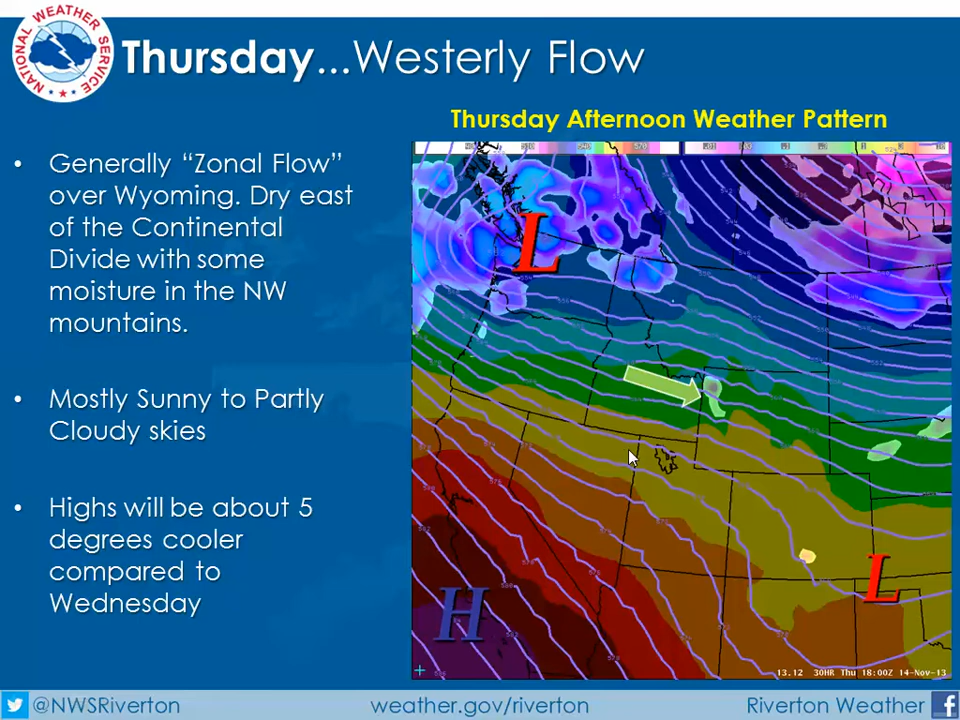 NATIONAL WEATHER SERVICE
Thursday...Westerly Flow
Thursday Afternoon Weather Pattern
• Generally “Zonal Flow”
over Wyoming. Dry east
of the Continental
Divide with some
moisture in the NW
mountains.
• Mostly Sunny to Partly
Cloudy skies
• Highs will be about 5
degrees cooler
compared to
Wednesday
L
L
H
13.12 30HR Thu 18:00Z 14-Nov-13
@NWSRiverton
weather.gov/riverton
Riverton Weather